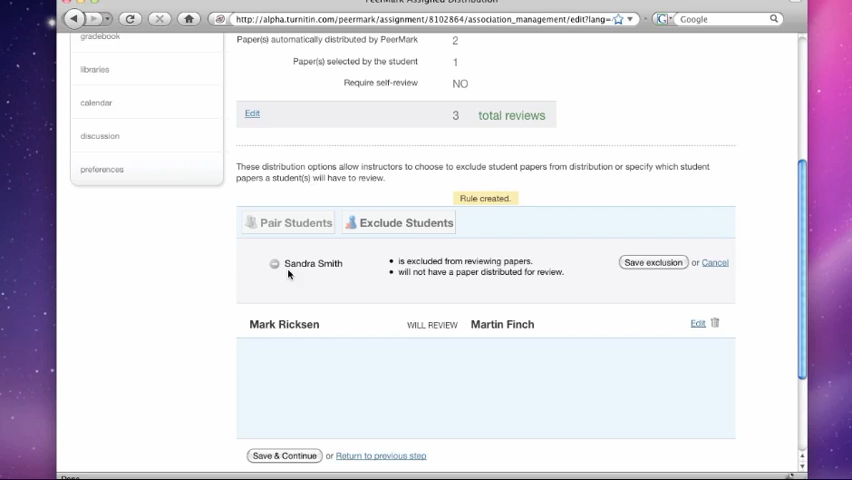 PeerMark Assigned Distribution
http://alpha.turnitin.com/peermark/assignment/8102864/association_management/edit?lang=
Google
gradebook
libraries
calendar
discussion
preferences
Paper(s) automatically distributed by PeerMark 2
Paper(s) selected by the student 1
Require self-review NO
Edit 3 total reviews
These distribution options allow instructors to choose to exclude student papers from distribution or specify which student
papers a student(s) will have to review.
Rule created.
Pair Students Exclude Students
Sandra Smith
• is excluded from reviewing papers.
• will not have a paper distributed for review.
Save exclusion or Cancel
Mark Ricksen WILL REVIEW Martin Finch Edit
Save & Continue or Return to previous step
Done